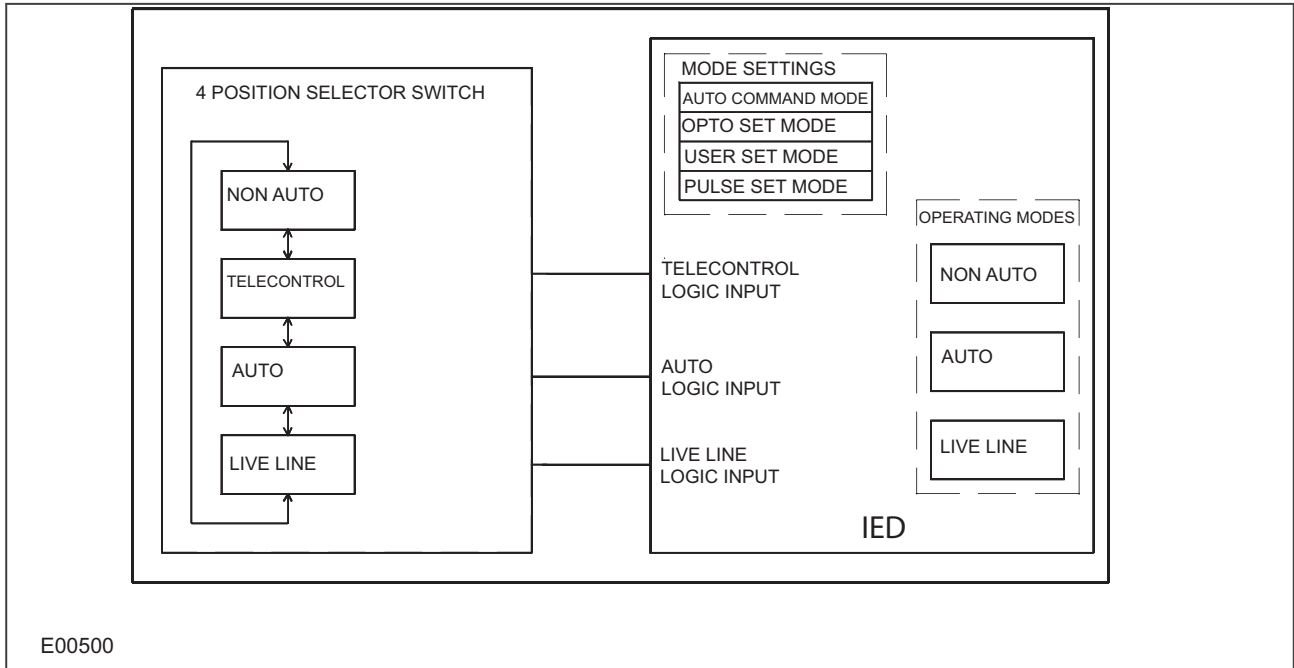 4 POSITION SELECTOR SWITCH
NON AUTO
TELECONTROL
AUTO
LIVE LINE
MODE SETTINGS
AUTO COMMAND MODE
OPTO SET MODE
USER SET MODE
PULSE SET MODE
TELECONTROL
LOGIC INPUT
AUTO
LOGIC INPUT
LIVE LINE
LOGIC INPUT
OPERATING MODES
NON AUTO
AUTO
LIVE LINE
IED
E00500